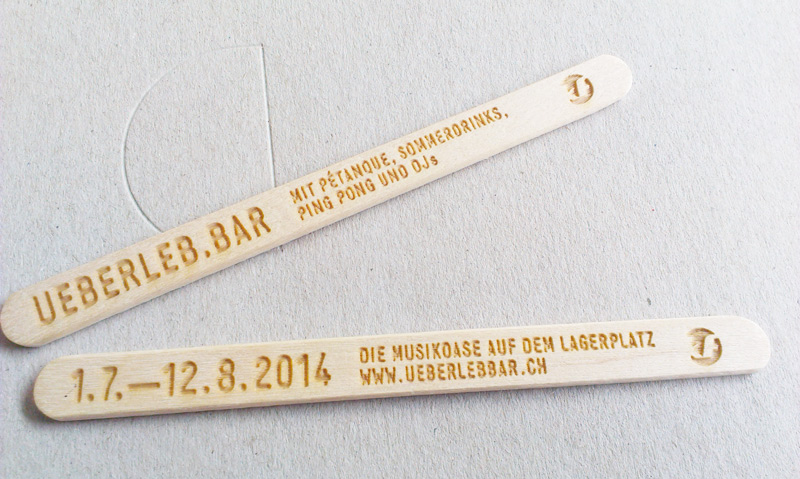 UEBERLEB.BAR
MIT PÉTANQUE, SOMMERDRINKS,
PING PONG UND DJs
1.7.—12.8.2014
DIE MUSIKOASE AUF DEM LAGERPLATZ
WWW.UEBERLEBBAR.CH